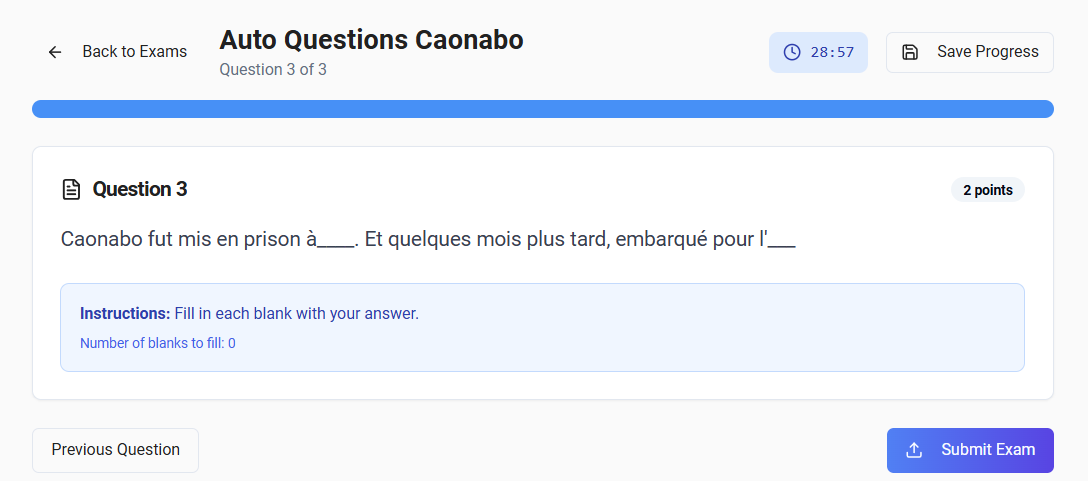 Back to Exams
Auto Questions Caonabo
Question 3 of 3
28:57
Save Progress
Question 3
2 points
Caonabo fut mis en prison à____. Et quelques mois plus tard, embarqué pour l'___
Instructions: Fill in each blank with your answer.
Number of blanks to fill: 0
Previous Question
Submit Exam